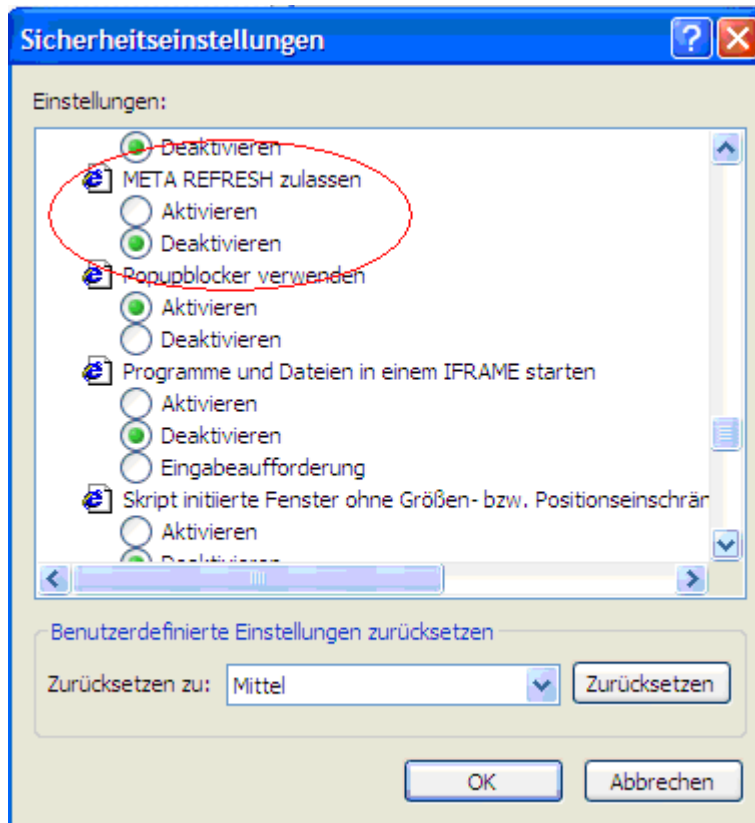 Sicherheitseinstellungen
Einstellungen:
Deaktivieren
META REFRESH zulassen
Aktivieren
Deaktivieren
Popupblocker verwenden
Aktivieren
Deaktivieren
Programme und Dateien in einem IFRAME starten
Aktivieren
Deaktivieren
Eingabeaufforderung
Skript initiierte Fenster ohne Größen- bzw. Positionseinschrär
Aktivieren
Deaktivieren
Benutzerdefinierte Einstellungen zurücksetzen
Zurücksetzen zu: Mittel Zurücksetzen
OK Abbrechen